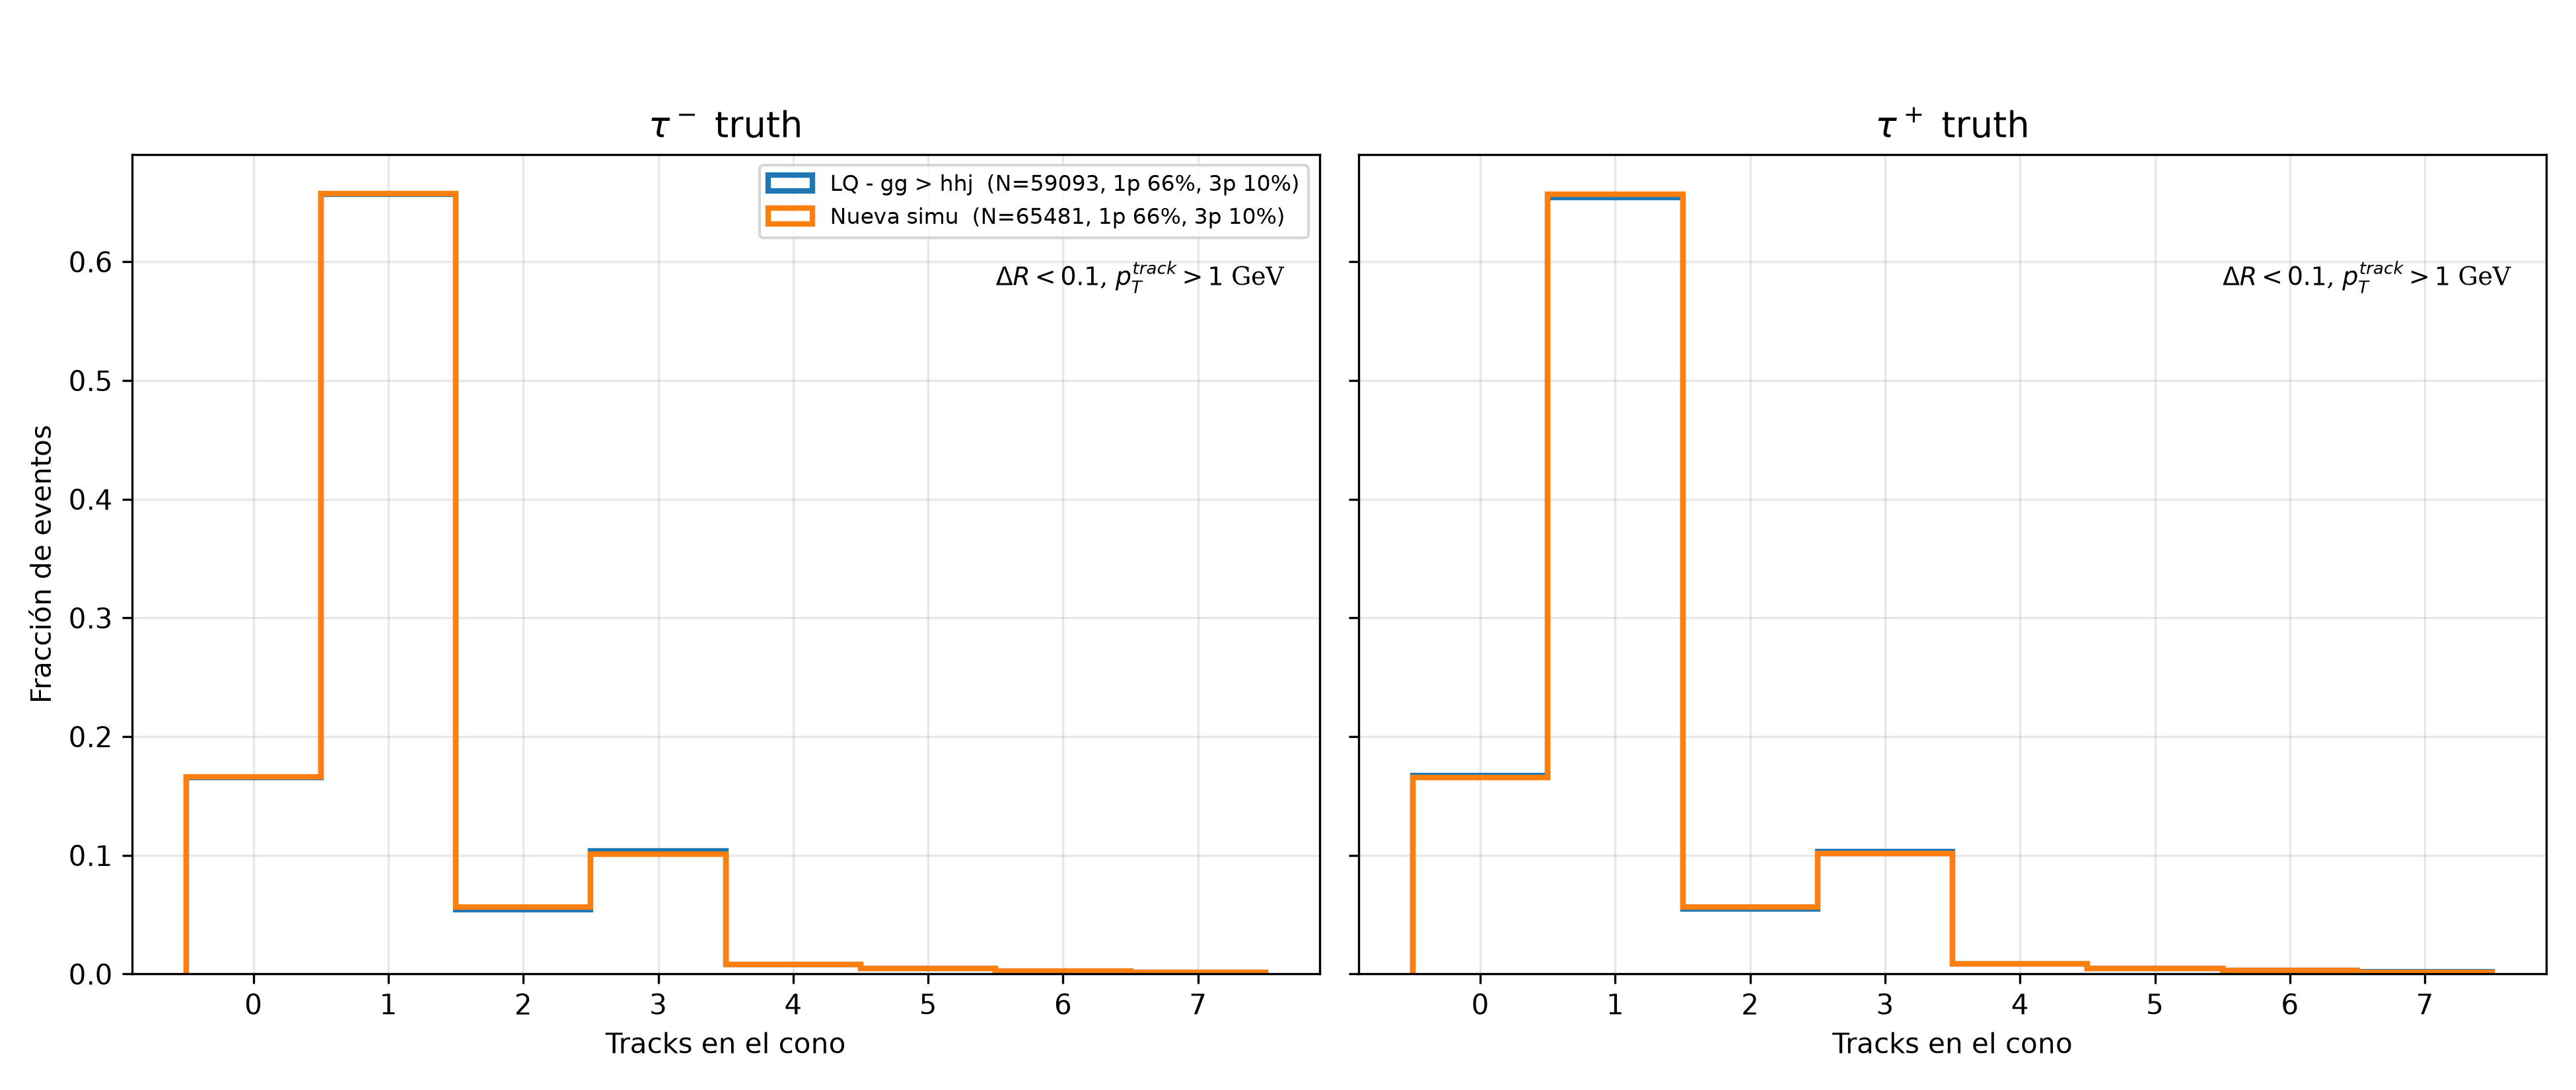 τ⁻ truth
LQ - gg > hhj (N=59093, 1p 66%, 3p 10%)
Nueva simu (N=65481, 1p 66%, 3p 10%)
ΔR < 0.1, p_T^{track} > 1 GeV
Fracción de eventos
0.6
0.5
0.4
0.3
0.2
0.1
0.0
0 1 2 3 4 5 6 7
Tracks en el cono
τ⁺ truth
ΔR < 0.1, p_T^{track} > 1 GeV
0 1 2 3 4 5 6 7
Tracks en el cono